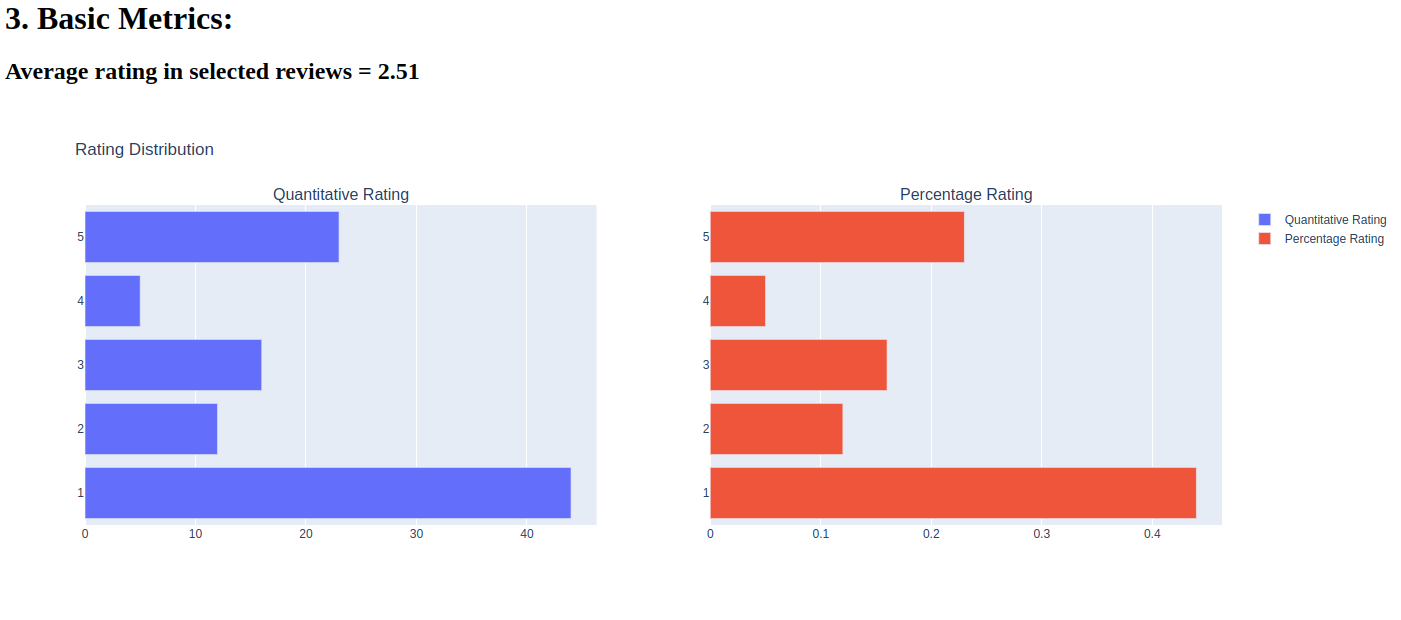 3. Basic Metrics:
Average rating in selected reviews = 2.51
Rating Distribution
Quantitative Rating
5
4
3
2
1
0 10 20 30 40
Percentage Rating
5
4
3
2
1
0 0.1 0.2 0.3 0.4
Quantitative Rating
Percentage Rating